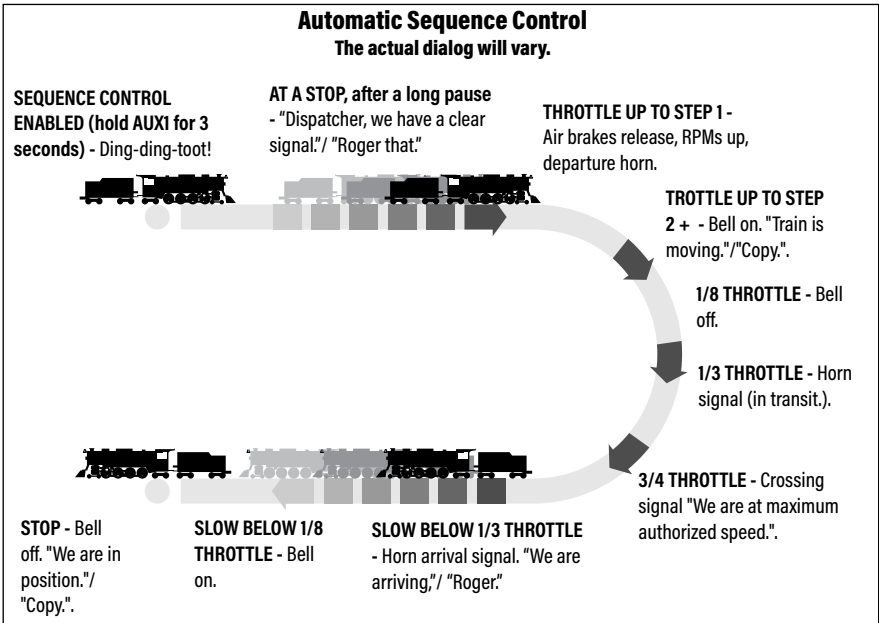 Automatic Sequence Control
The actual dialog will vary.
SEQUENCE CONTROL
ENABLED (hold AUX1 for 3
seconds) - Ding-ding-toot!
AT A STOP, after a long pause
- “Dispatcher, we have a clear
signal.”/ “Roger that.”
THROTTLE UP TO STEP 1 -
Air brakes release, RPMs up,
departure horn.
TROTTLE UP TO STEP
2 + - Bell on. "Train is
moving."/"Copy.".
1/8 THROTTLE - Bell
off.
1/3 THROTTLE - Horn
signal (in transit.).
3/4 THROTTLE - Crossing
signal "We are at maximum
authorized speed.".
SLOW BELOW 1/3 THROTTLE
- Horn arrival signal. “We are
arriving,”/ “Roger.”
SLOW BELOW 1/8
THROTTLE - Bell
on.
STOP - Bell
off. "We are in
position."/
"Copy.".